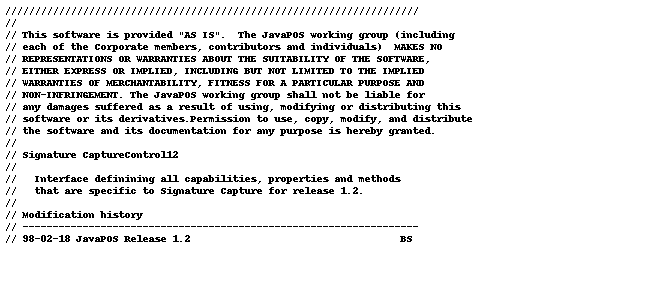 //////////////////////////////////////////////////////////////////////
//
// This software is provided "AS IS".  The JavaPOS working group (including
// each of the Corporate members, contributors and individuals)  MAKES NO
// REPRESENTATIONS OR WARRANTIES ABOUT THE SUITABILITY OF THE SOFTWARE,
// EITHER EXPRESS OR IMPLIED, INCLUDING BUT NOT LIMITED TO THE IMPLIED
// WARRANTIES OF MERCHANTABILITY, FITNESS FOR A PARTICULAR PURPOSE AND
// NON-INFRINGEMENT. The JavaPOS working group shall not be liable for
// any damages suffered as a result of using, modifying or distributing this
// software or its derivatives.Permission to use, copy, modify, and distribute
// the software and its documentation for any purpose is hereby granted.
//
// Signature CaptureControl12
//
//   Interface definining all capabilities, properties and methods
//   that are specific to Signature Capture for release 1.2.
//
// Modification history
// ------------------------------------------------------------------
// 98-02-18 JavaPOS Release 1.2                                   BS